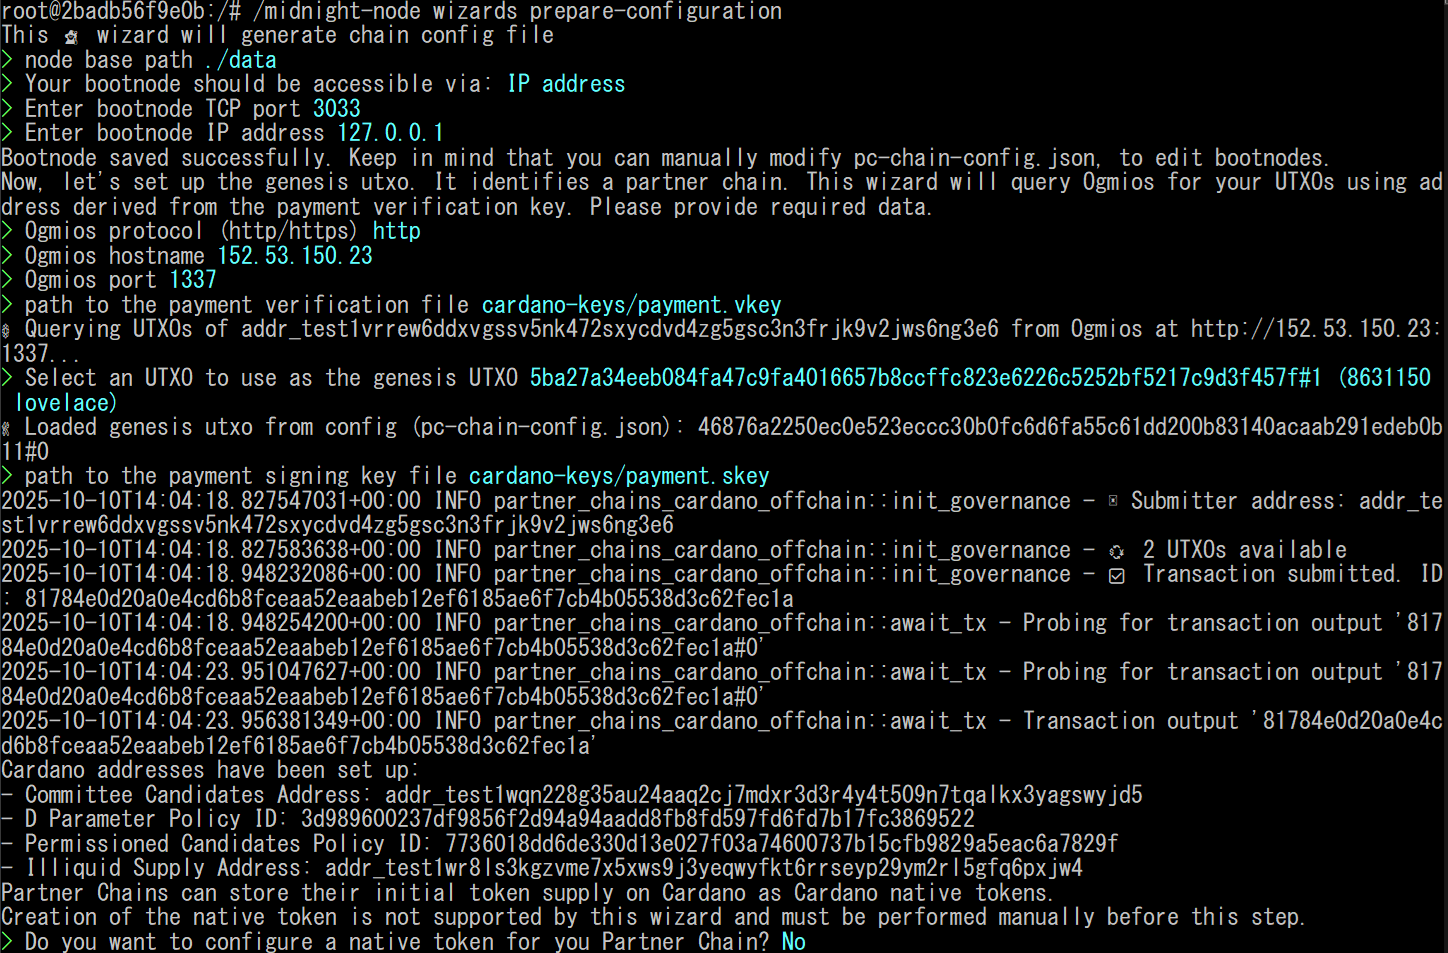 root@2badb56f9e0b:/# /midnight-node wizards prepare-configuration
This 🧙 wizard will generate chain config file
> node base path ./data
> Your bootnode should be accessible via: IP address
> Enter bootnode TCP port 3033
> Enter bootnode IP address 127.0.0.1
Bootnode saved successfully. Keep in mind that you can manually modify pc-chain-config.json, to edit bootnodes.
Now, let's set up the genesis utxo. It identifies a partner chain. This wizard will query Ogmios for your UTXOs using ad
dress derived from the payment verification key. Please provide required data.
> Ogmios protocol (http/https) http
> Ogmios hostname 152.53.150.23
> Ogmios port 1337
> path to the payment verification file cardano-keys/payment.vkey
⚙ Querying UTXOs of addr_test1vrrew6ddxvgssv5nk472sxycdvd4zg5gsc3n3frjk9v2jws6ng3e6 from Ogmios at http://152.53.150.23:
1337...
> Select an UTXO to use as the genesis UTXO 5ba27a34eeb084fa47c9fa4016657b8ccffc823e6226c5252bf5217c9d3f457f#1 (8631150
lovelace)
Loaded genesis utxo from config (pc-chain-config.json): 46876a2250ec0e523eccc30b0fc6d6fa55c61dd200b83140acaab291edeb0b
11#0
> path to the payment signing key file cardano-keys/payment.skey
2025-10-10T14:04:18.827547031+00:00 INFO partner_chains_cardano_offchain::init_governance - Submitter address: addr_te
st1vrrew6ddxvgssv5nk472sxycdvd4zg5gsc3n3frjk9v2jws6ng3e6
2025-10-10T14:04:18.827583638+00:00 INFO partner_chains_cardano_offchain::init_governance - 2 UTXOs available
2025-10-10T14:04:18.948232086+00:00 INFO partner_chains_cardano_offchain::init_governance - ☑ Transaction submitted. ID
: 81784e0d20a0e4cd6b8fceaa52eaabeb12ef6185ae6f7cb4b05538d3c62fec1a
2025-10-10T14:04:18.948254200+00:00 INFO partner_chains_cardano_offchain::await_tx - Probing for transaction output '817
84e0d20a0e4cd6b8fceaa52eaabeb12ef6185ae6f7cb4b05538d3c62fec1a#0'
2025-10-10T14:04:23.951047627+00:00 INFO partner_chains_cardano_offchain::await_tx - Probing for transaction output '817
84e0d20a0e4cd6b8fceaa52eaabeb12ef6185ae6f7cb4b05538d3c62fec1a#0'
2025-10-10T14:04:23.956381349+00:00 INFO partner_chains_cardano_offchain::await_tx - Transaction output '81784e0d20a0e4c
d6b8fceaa52eaabeb12ef6185ae6f7cb4b05538d3c62fec1a'
Cardano addresses have been set up:
- Committee Candidates Address: addr_test1wqn228g35au24aaq2cj7mdxr3d3r4y4t509n7tqalkx3yagswyjd5
- D Parameter Policy ID: 3d989600237df9856f2d94a94aadd8fb8fd597fd6fd7b17fc3869522
- Permissioned Candidates Policy ID: 7736018dd6de330d13e027f03a74600737b15cfb9829a5eac6a7829f
- Illiquid Supply Address: addr_test1wr8ls3kgzvme7x5xws9j3yeqwyfkt6rrseyp29ym2rl5gfq6pxjw4
Partner Chains can store their initial token supply on Cardano as Cardano native tokens.
Creation of the native token is not supported by this wizard and must be performed manually before this step.
> Do you want to configure a native token for you Partner Chain? No